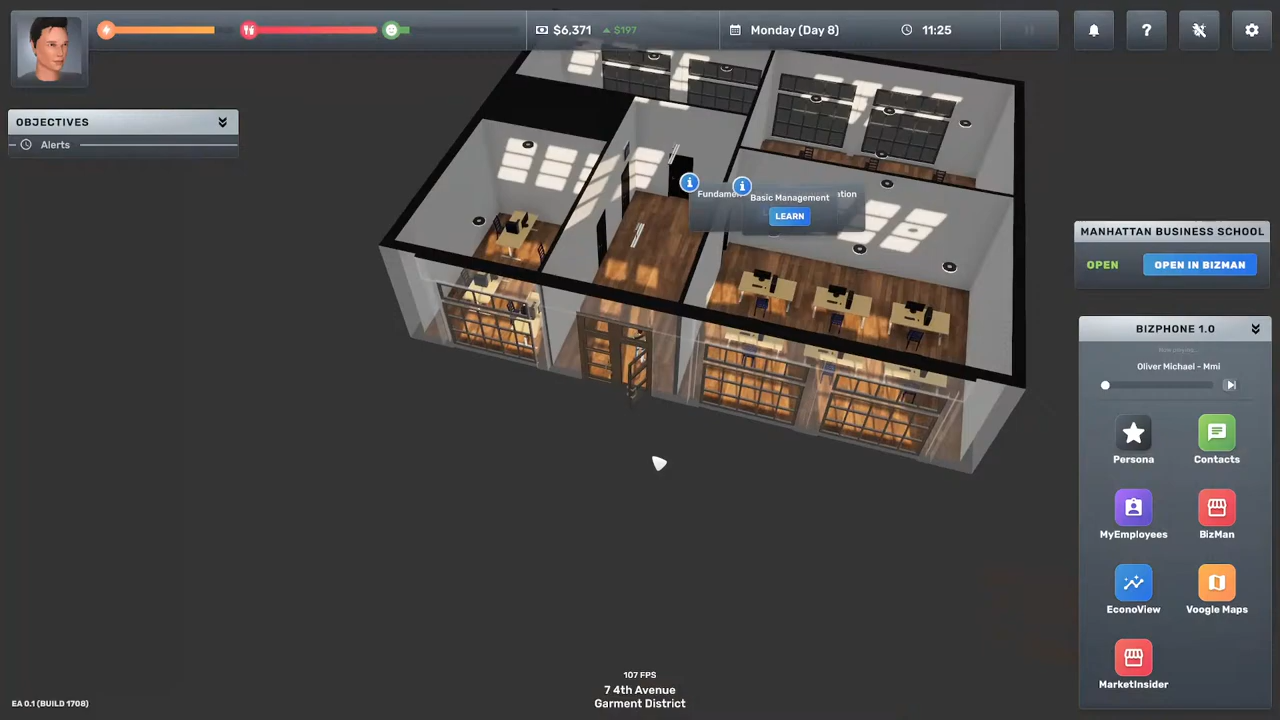 $6,371
$197
Monday (Day 8)
11:25
OBJECTIVES
Alerts
Basic Management
LEARN
MANHATTAN BUSINESS SCHOOL
OPEN
OPEN IN BIZMAN
BIZPHONE 1.0
Oliver Michael - Mmi
Persona
Contacts
MyEmployees
BizMan
EconoView
Voogle Maps
MarketInsider
107 FPS
7 4th Avenue
Garment District
EA 0.1 (BUILD 1708)